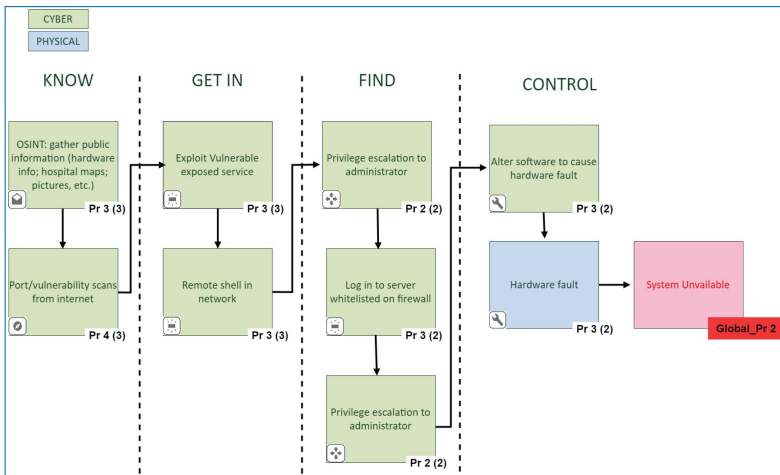 CYBER
PHYSICAL
KNOW
GET IN
FIND
CONTROL
OSINT: gather public
information (hardware
info; hospital maps;
pictures, etc.)
Pr 3 (3)
Port/vulnerability scans
from internet
Pr 4 (3)
Exploit Vulnerable
exposed service
Pr 3 (3)
Remote shell in
network
Pr 3 (3)
Privilege escalation to
administrator
Pr 2 (2)
Log in to server
whitelisted on firewall
Pr 3 (2)
Privilege escalation to
administrator
Pr 2 (2)
Alter software to cause
hardware fault
Pr 3 (2)
Hardware fault
Pr 3 (2)
System Unvailable
Global_Pr 2